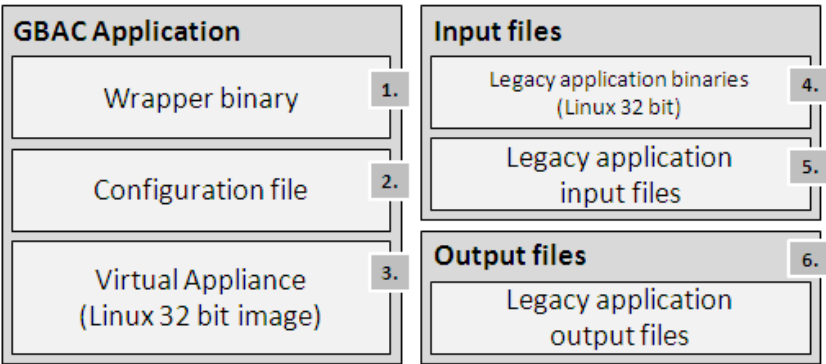 GBAC Application
Wrapper binary
1.
Configuration file
2.
Virtual Appliance
(Linux 32 bit image)
3.
Input files
Legacy application binaries
(Linux 32 bit)
4.
Legacy application
input files
5.
Output files
6.
Legacy application
output files